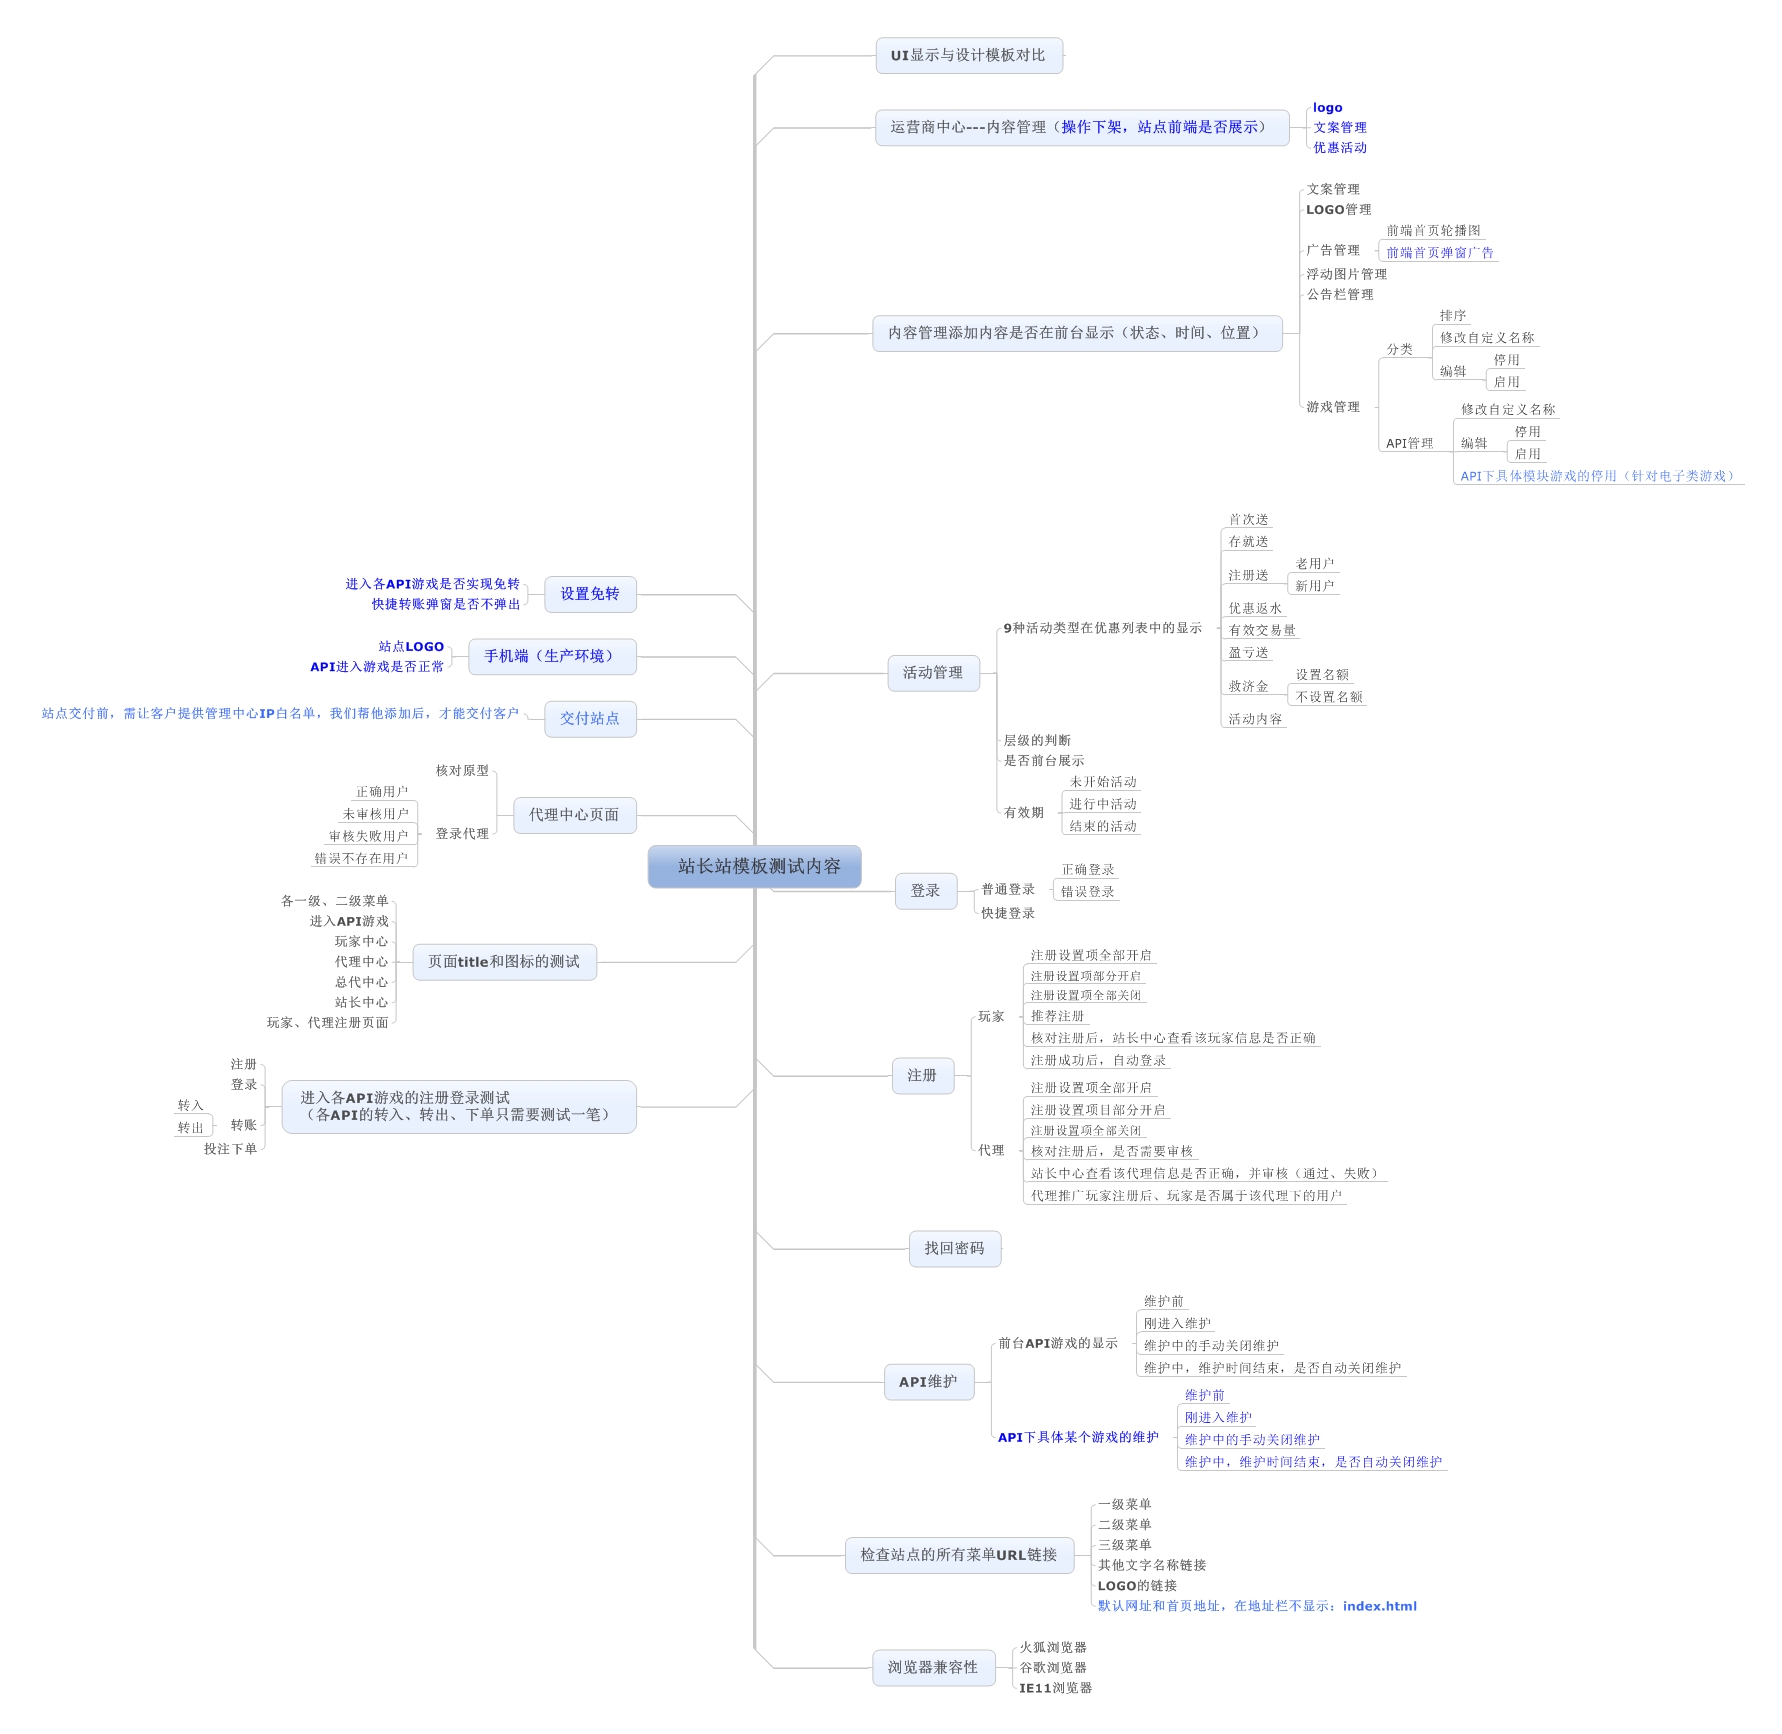 UI显示与设计模板对比
运营商中心---内容管理（操作下架，站点前端是否展示）
logo
文案管理
优惠活动
内容管理添加内容是否在前台显示（状态、时间、位置）
文案管理
LOGO管理
广告管理
前端首页轮播图
前端首页弹窗广告
浮动图片管理
公告栏管理
游戏管理
分类
排序
修改自定义名称
编辑
停用
启用
API管理
修改自定义名称
编辑
停用
启用
API下具体模块游戏的停用（针对电子类游戏）
活动管理
9种活动类型在优惠列表中的显示
首次送
存就送
注册送
老用户
新用户
优惠返水
有效交易量
盈亏送
救济金
设置名额
不设置名额
活动内容
层级的判断
是否前台展示
有效期
未开始活动
进行中活动
结束的活动
站长站模板测试内容
登录
普通登录
正确登录
错误登录
快捷登录
注册
玩家
注册设置项全部开启
注册设置项部分开启
注册设置项全部关闭
推荐注册
核对注册后，站长中心查看该玩家信息是否正确
注册成功后，自动登录
代理
注册设置项全部开启
注册设置项目部分开启
注册设置项全部关闭
核对注册后，是否需要审核
站长中心查看该代理信息是否正确，并审核（通过、失败）
代理推广玩家注册后、玩家是否属于该代理下的用户
找回密码
API维护
前台API游戏的显示
维护前
刚进入维护
维护中的手动关闭维护
维护中，维护时间结束，是否自动关闭维护
API下具体某个游戏的维护
维护前
刚进入维护
维护中的手动关闭维护
维护中，维护时间结束，是否自动关闭维护
检查站点的所有菜单URL链接
一级菜单
二级菜单
三级菜单
其他文字名称链接
LOGO的链接
默认网址和首页地址，在地址栏不显示：index.html
浏览器兼容性
火狐浏览器
谷歌浏览器
IE11浏览器
设置免转
进入各API游戏是否实现免转
快捷转账弹窗是否不弹出
手机端（生产环境）
站点LOGO
API进入游戏是否正常
交付站点
站点交付前，需让客户提供管理中心IP白名单，我们帮他添加后，才能交付客户
代理中心页面
核对原型
登录代理
正确用户
未审核用户
审核失败用户
错误不存在用户
页面title和图标的测试
各一级、二级菜单
进入API游戏
玩家中心
代理中心
总代中心
站长中心
玩家、代理注册页面
进入各API游戏的注册登录测试
（各API的转入、转出、下单只需要测试一笔）
注册
登录
转账
转入
转出
投注下单